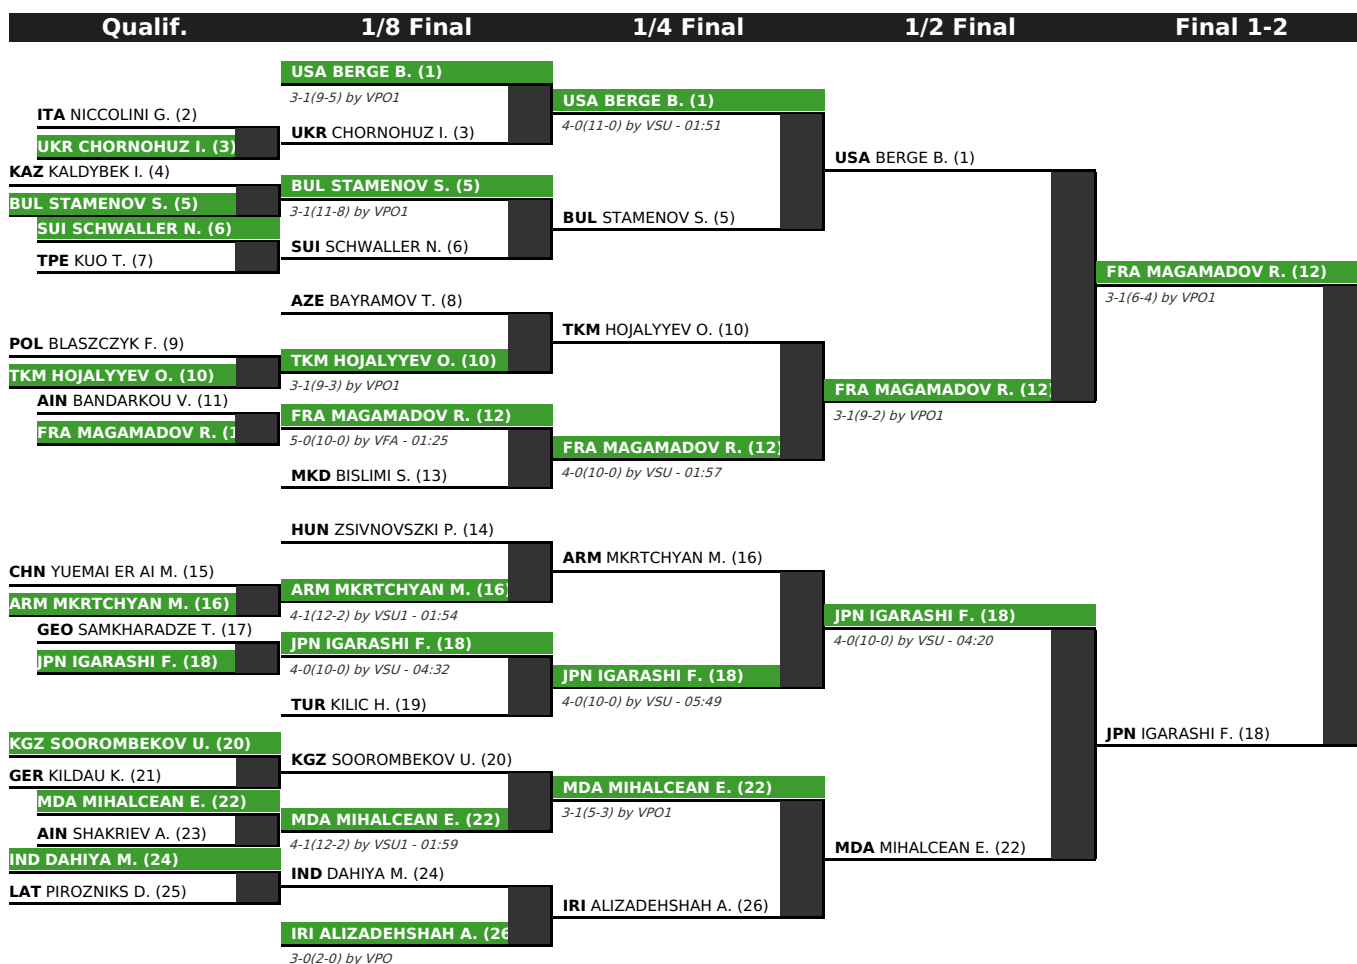 Qualif.
1/8 Final
1/4 Final
1/2 Final
Final 1-2
ITA NICCOLINI G. (2)
UKR CHORNOHUZ I. (3)
KAZ KALDYBEK I. (4)
BUL STAMENOV S. (5)
SUI SCHWALLER N. (6)
TPE KUO T. (7)
POL BLASZCZYK F. (9)
TKM HOJALYYEV O. (10)
AIN BANDARKOU V. (11)
FRA MAGAMADOV R. (1
CHN YUEMAI ER AI M. (15)
ARM MKRTCHYAN M. (16)
GEO SAMKHARADZE T. (17)
JPN IGARASHI F. (18)
KGZ SOOROMBEKOV U. (20)
GER KILDAU K. (21)
MDA MIHALCEAN E. (22)
AIN SHAKRIEV A. (23)
IND DAHIYA M. (24)
LAT PIROZNIKS D. (25)
USA BERGE B. (1)
3-1(9-5) by VPO1
UKR CHORNOHUZ I. (3)
BUL STAMENOV S. (5)
3-1(11-8) by VPO1
SUI SCHWALLER N. (6)
AZE BAYRAMOV T. (8)
TKM HOJALYYEV O. (10)
3-1(9-3) by VPO1
FRA MAGAMADOV R. (12)
5-0(10-0) by VFA - 01:25
MKD BISLIMI S. (13)
HUN ZSIVNOVSZKI P. (14)
ARM MKRTCHYAN M. (16)
4-1(12-2) by VSU1 - 01:54
JPN IGARASHI F. (18)
4-0(10-0) by VSU - 04:32
TUR KILIC H. (19)
KGZ SOOROMBEKOV U. (20)
MDA MIHALCEAN E. (22)
4-1(12-2) by VSU1 - 01:59
IND DAHIYA M. (24)
IRI ALIZADEHSHAH A. (26
3-0(2-0) by VPO
USA BERGE B. (1)
4-0(11-0) by VSU - 01:51
BUL STAMENOV S. (5)
TKM HOJALYYEV O. (10)
FRA MAGAMADOV R. (12)
4-0(10-0) by VSU - 01:57
ARM MKRTCHYAN M. (16)
JPN IGARASHI F. (18)
4-0(10-0) by VSU - 05:49
MDA MIHALCEAN E. (22)
3-1(5-3) by VPO1
IRI ALIZADEHSHAH A. (26)
USA BERGE B. (1)
FRA MAGAMADOV R. (12)
3-1(9-2) by VPO1
JPN IGARASHI F. (18)
4-0(10-0) by VSU - 04:20
MDA MIHALCEAN E. (22)
FRA MAGAMADOV R. (12)
3-1(6-4) by VPO1
JPN IGARASHI F. (18)